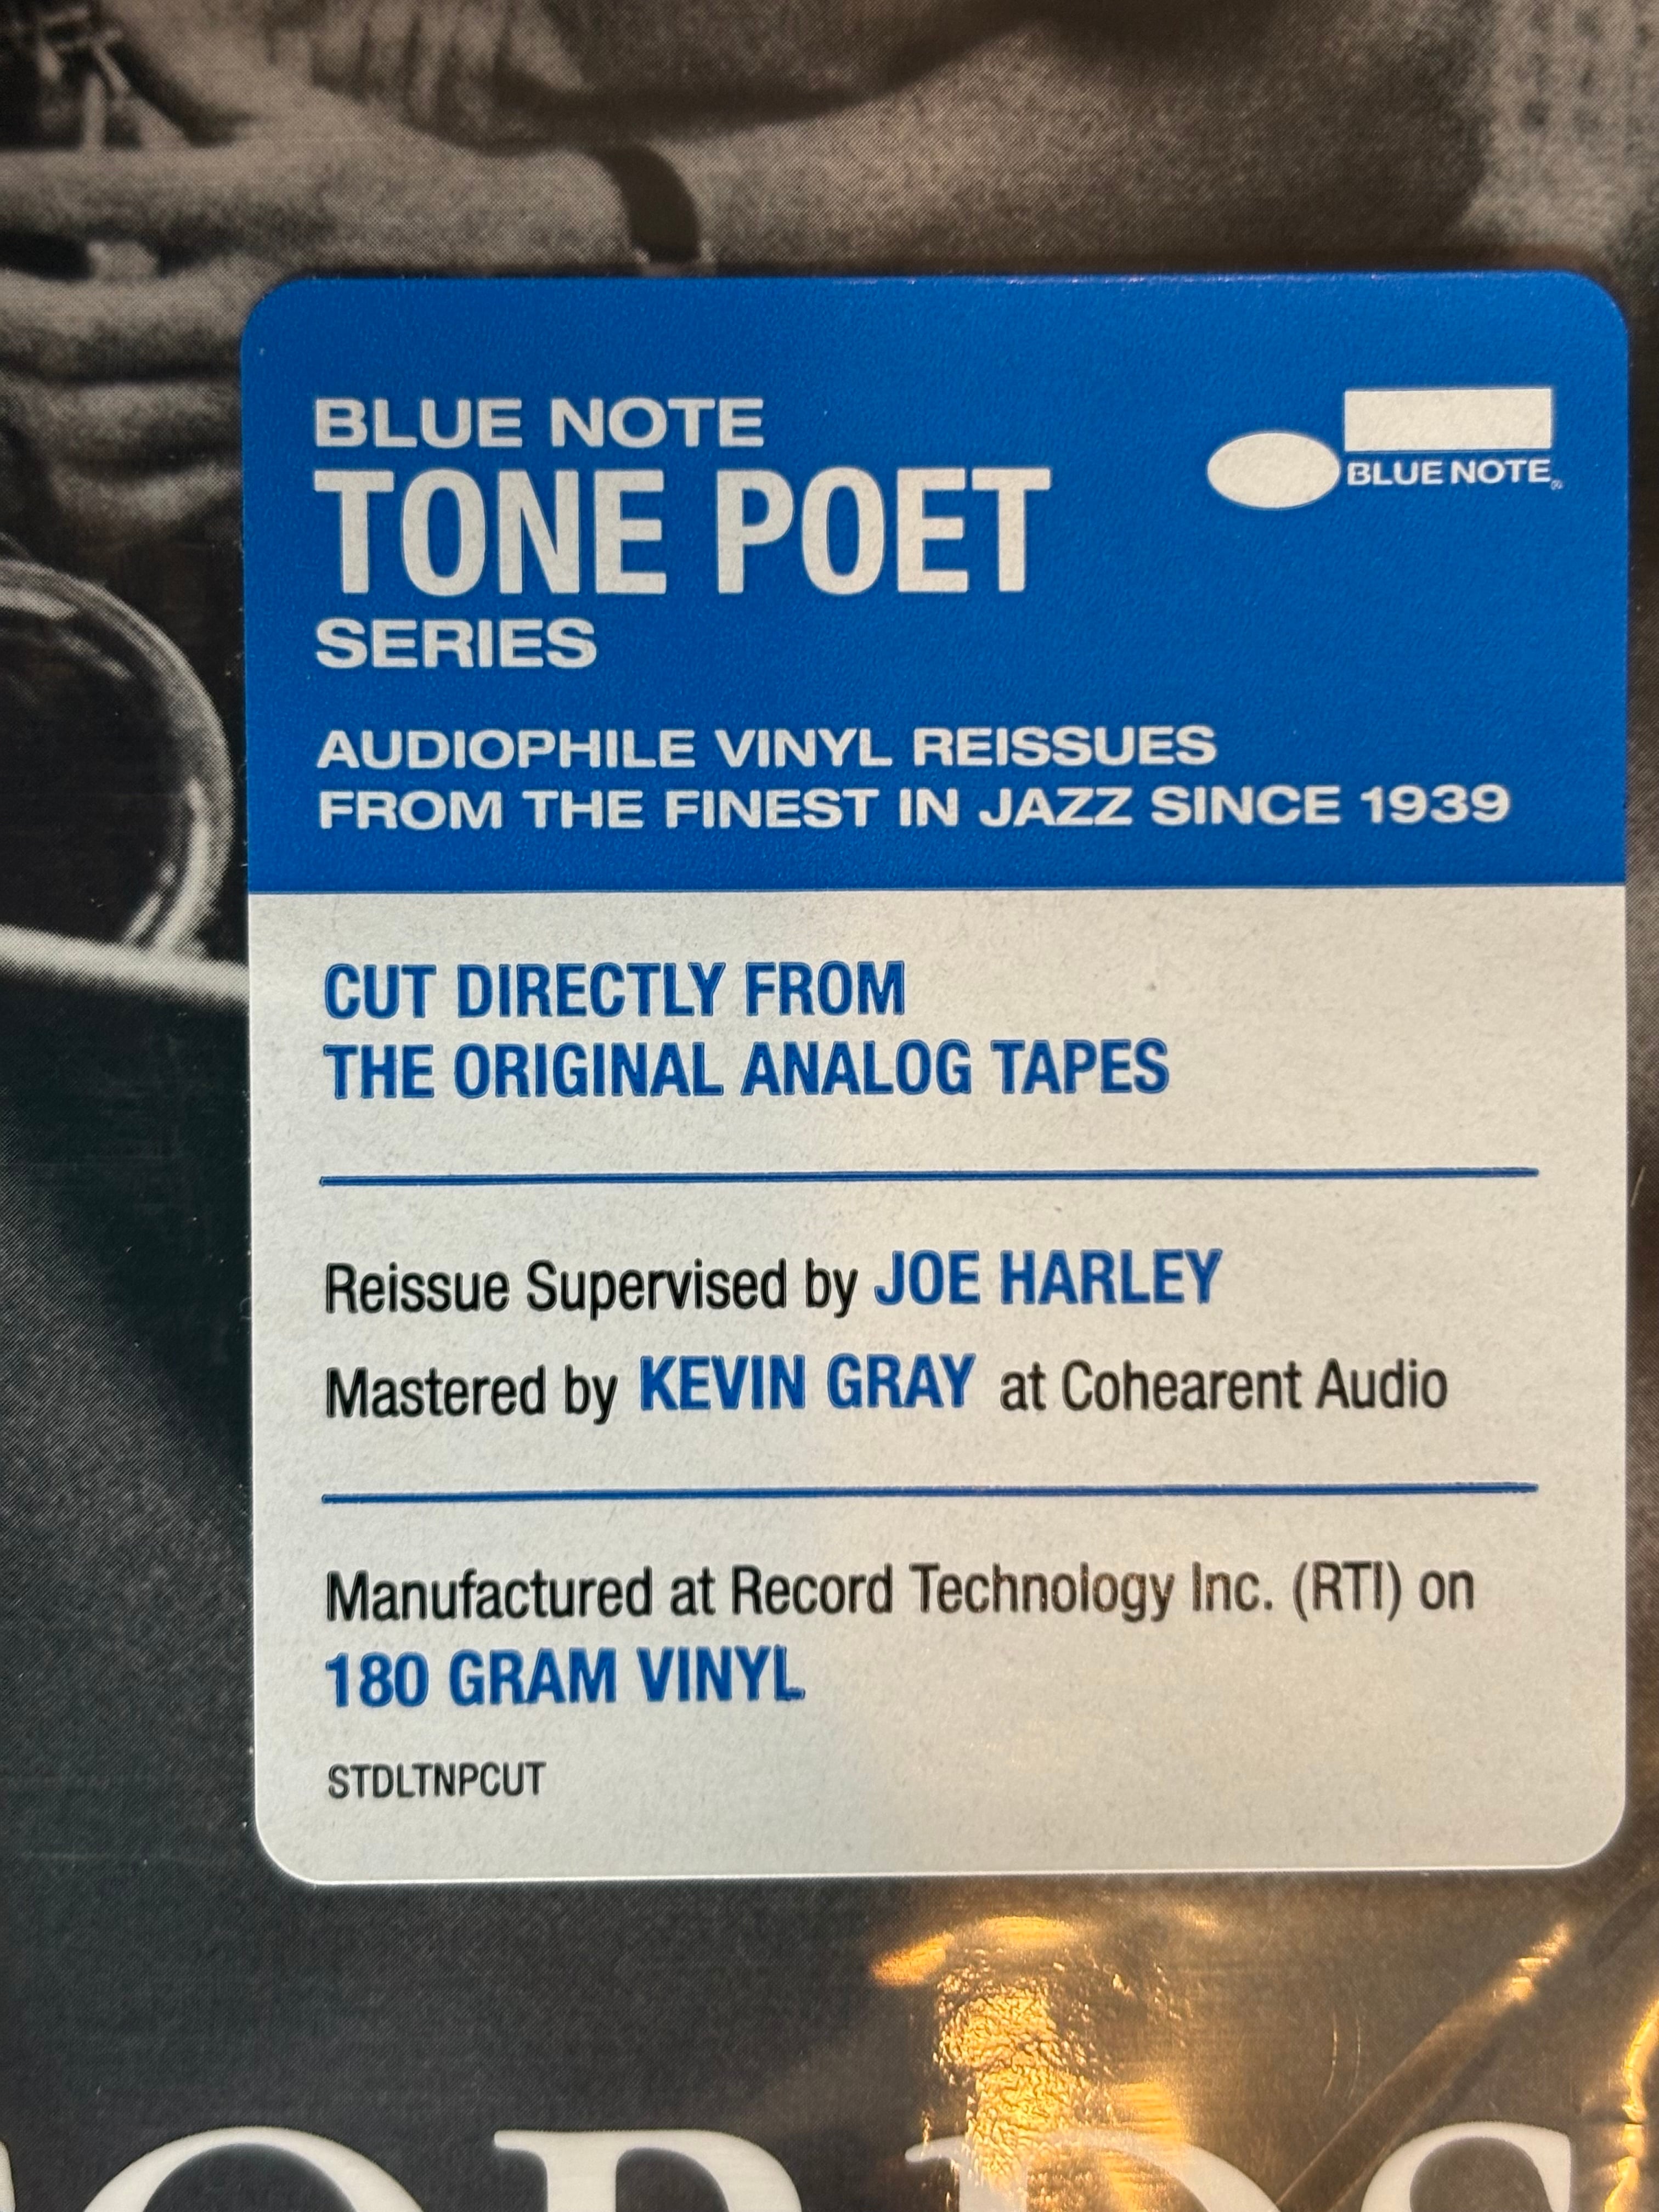 BLUE NOTE
TONE POET
SERIES
BLUE NOTE®
AUDIOPHILE VINYL REISSUES
FROM THE FINEST IN JAZZ SINCE 1939
CUT DIRECTLY FROM
THE ORIGINAL ANALOG TAPES
Reissue Supervised by JOE HARLEY
Mastered by KEVIN GRAY at Cohearent Audio
Manufactured at Record Technology Inc. (RTI) on
180 GRAM VINYL
STDLTNPCUT